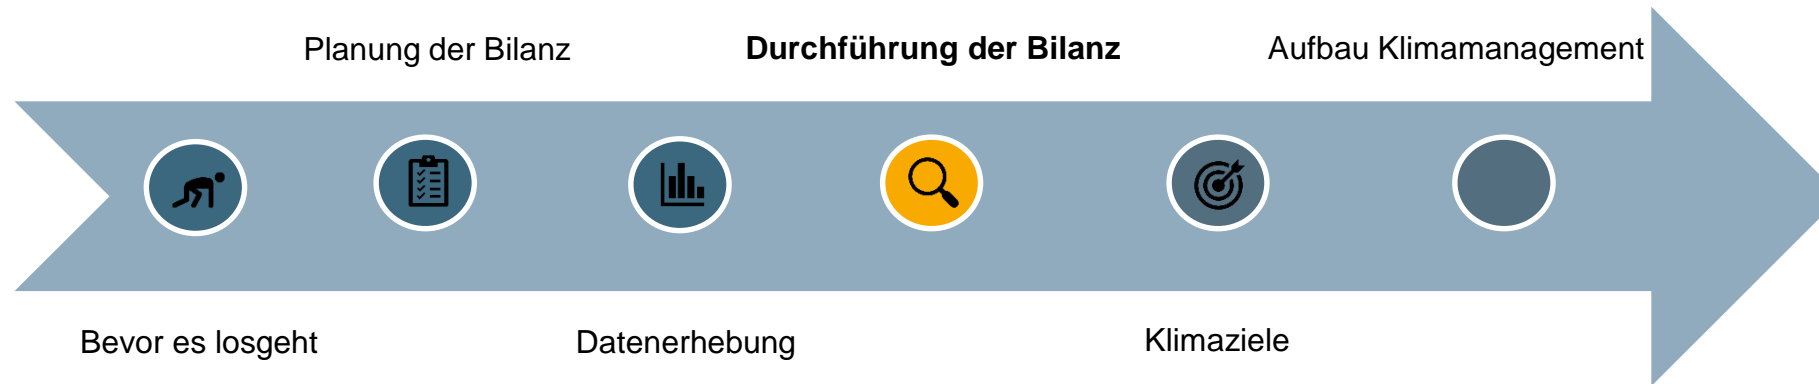 Planung der Bilanz
Durchführung der Bilanz
Aufbau Klimamanagement
Bevor es losgeht
Datenerhebung
Klimaziele